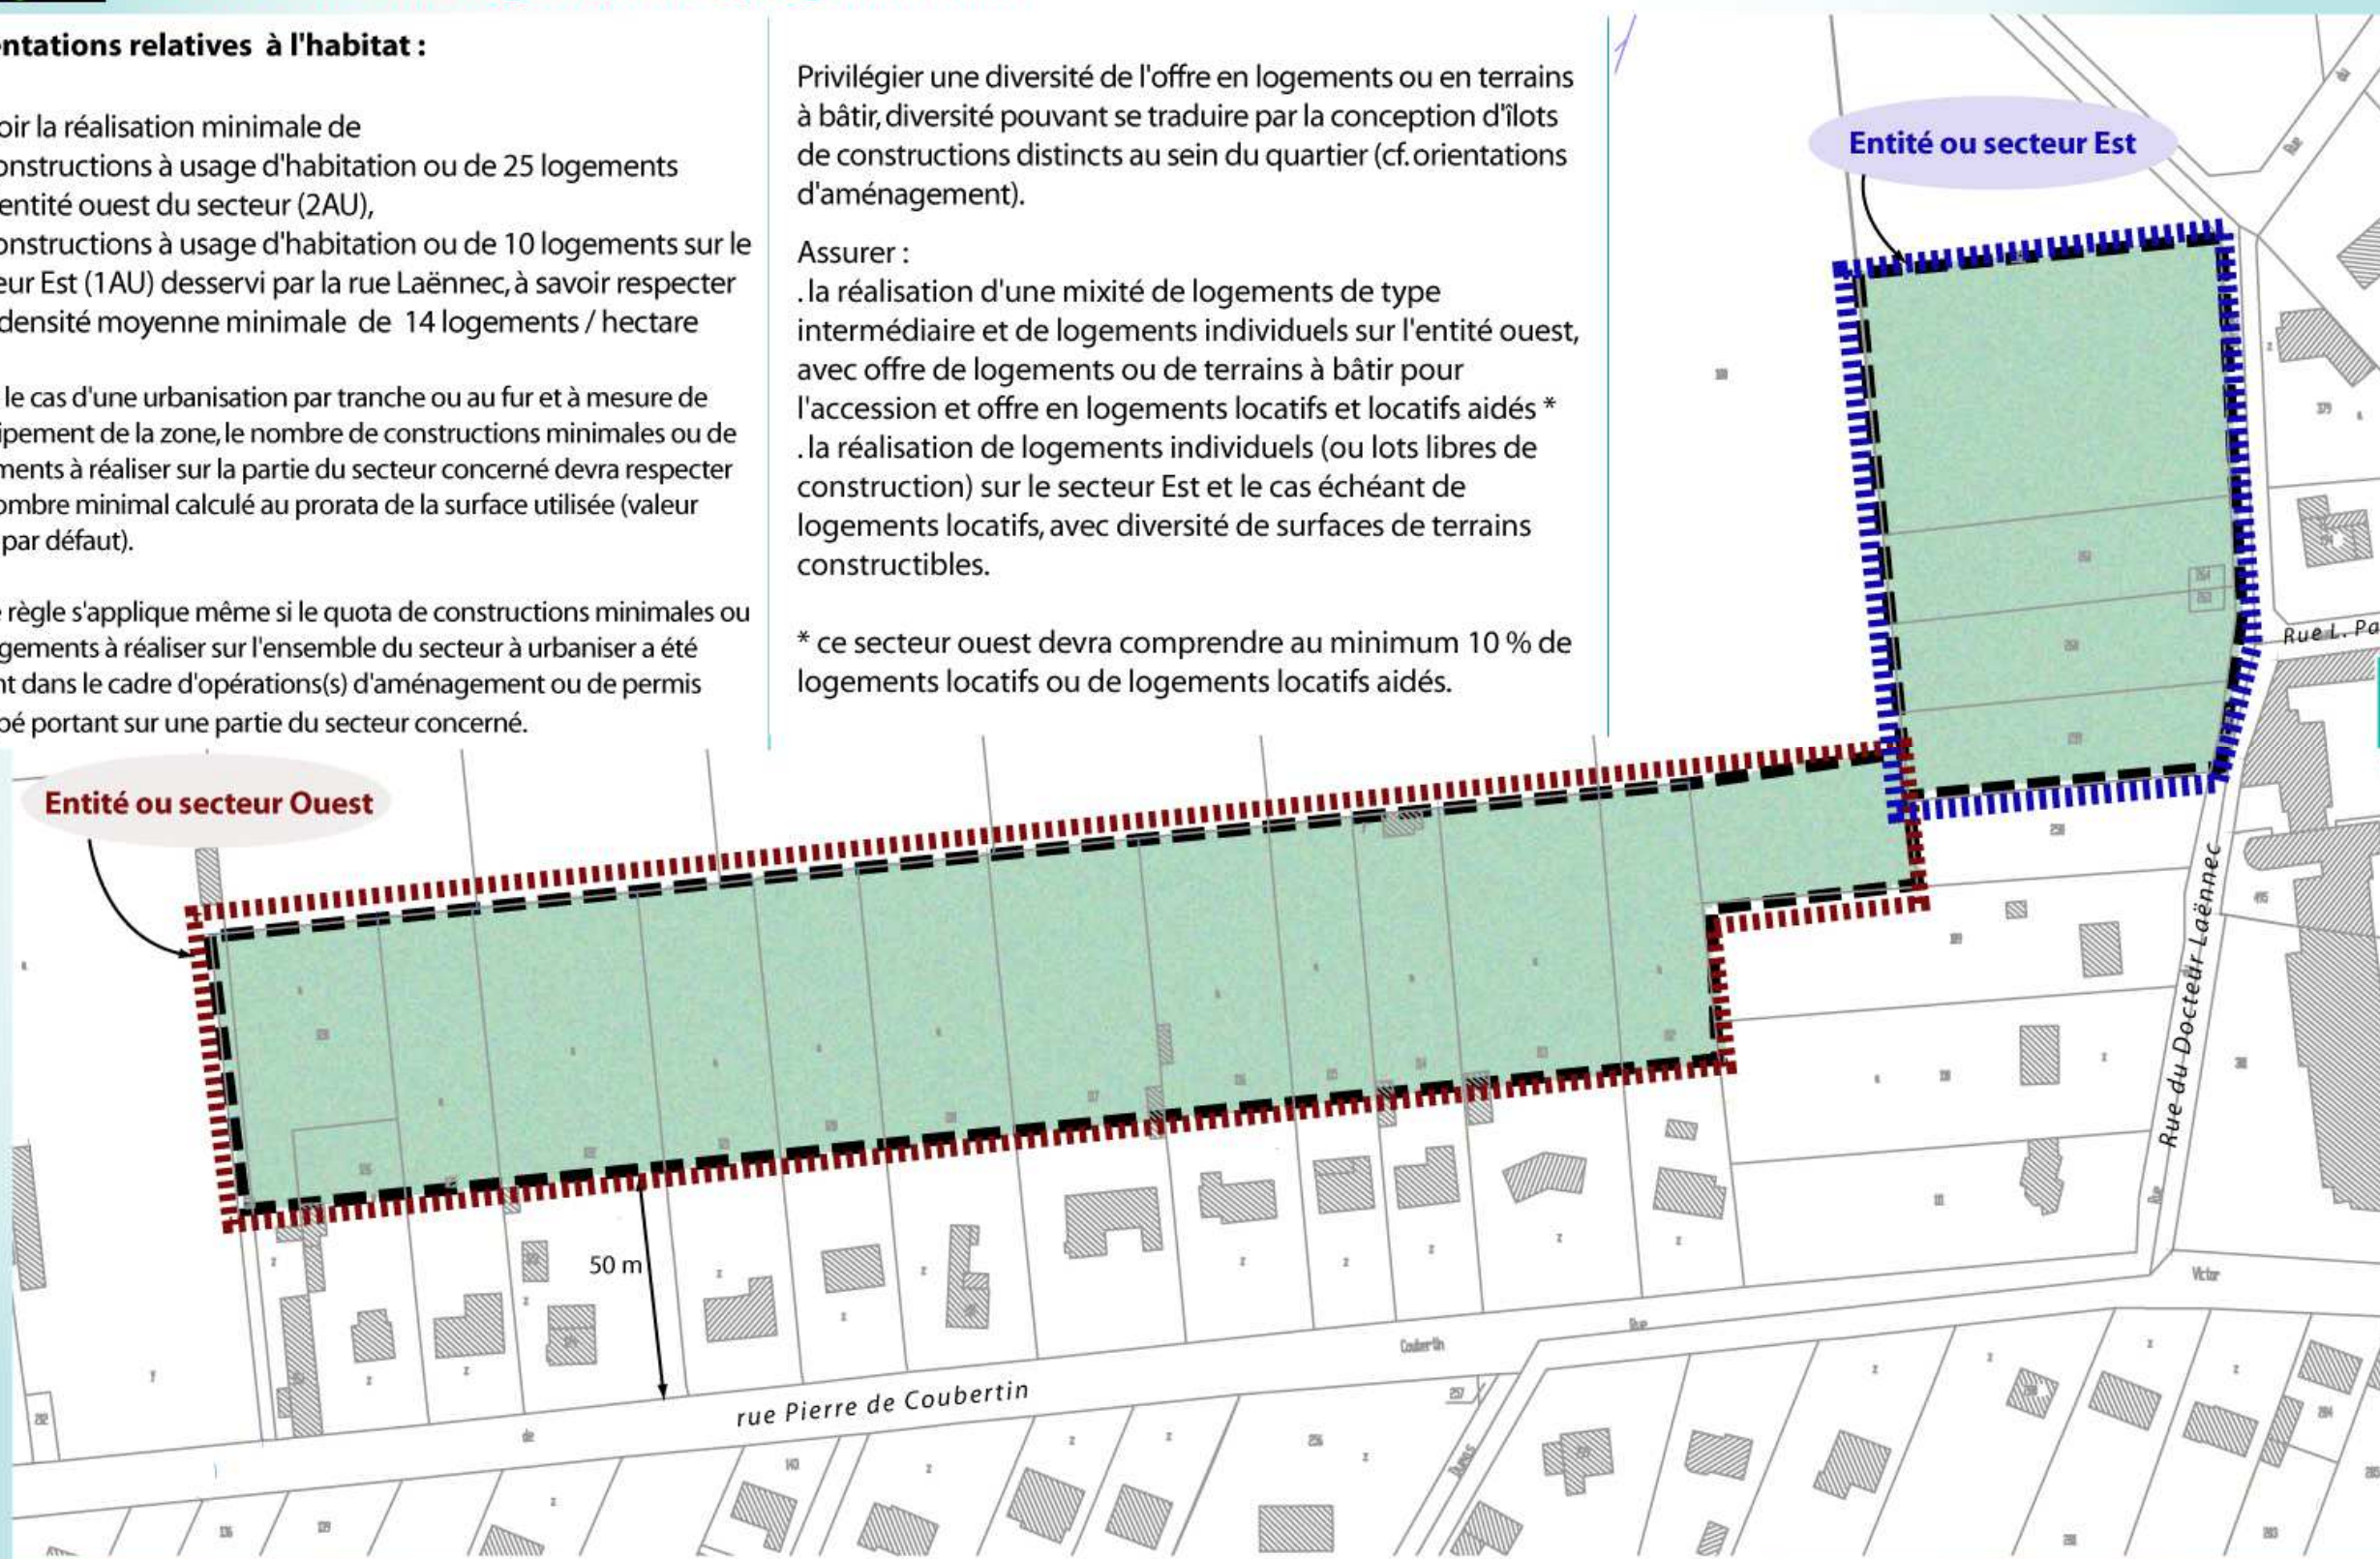 ntations relatives à l'habitat :
oir la réalisation minimale de
onstructions à usage d'habitation ou de 25 logements
entité ouest du secteur (2AU),
onstructions à usage d'habitation ou de 10 logements sur le
eur Est (1AU) desservi par la rue Laënnec, à savoir respecter
densité moyenne minimale de 14 logements / hectare
le cas d'une urbanisation par tranche ou au fur et à mesure de
ipement de la zone, le nombre de constructions minimales ou de
ments à réaliser sur la partie du secteur concerné devra respecter
ombre minimal calculé au prorata de la surface utilisée (valeur
par défaut).
règle s'applique même si le quota de constructions minimales ou
gements à réaliser sur l'ensemble du secteur à urbaniser a été
nt dans le cadre d'opérations(s) d'aménagement ou de permis
pé portant sur une partie du secteur concerné.
Privilégier une diversité de l'offre en logements ou en terrains
à bâtir, diversité pouvant se traduire par la conception d'îlots
de constructions distincts au sein du quartier (cf. orientations
d'aménagement).
Assurer :
. la réalisation d'une mixité de logements de type
intermédiaire et de logements individuels sur l'entité ouest,
avec offre de logements ou de terrains à bâtir pour
l'accession et offre en logements locatifs et locatifs aidés *
. la réalisation de logements individuels (ou lots libres de
construction) sur le secteur Est et le cas échéant de
logements locatifs, avec diversité de surfaces de terrains
constructibles.
* ce secteur ouest devra comprendre au minimum 10 % de
logements locatifs ou de logements locatifs aidés.
Entité ou secteur Est
Entité ou secteur Ouest
Rue L. Pa
Rue du Docteur Laënnec
50 m
rue Pierre de Coubertin
Coubertin
Rue
Victor
de
Rue
Rue
du
257
256
140
136
139
379
495
258